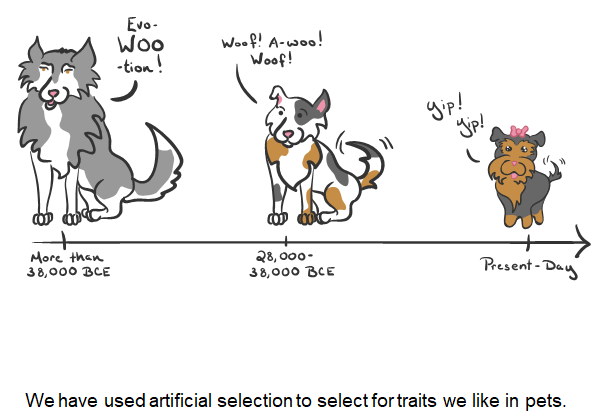 Evo-
WOO
-tion!
Woof! A-woo!
Woof!
yip!
yip!
More than
38,000 BCE
28,000-
38,000 BCE
Present-Day
We have used artificial selection to select for traits we like in pets.